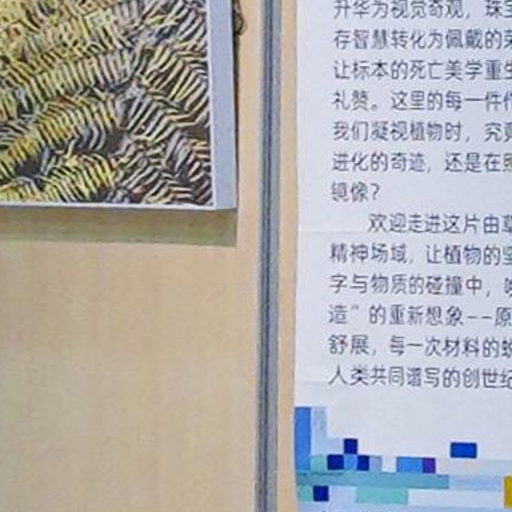 升华为视觉奇观，珠宝
存智慧转化为佩戴的
让标本的死亡美学重生
礼赞。这里的每一件作
我们凝视植物时，究竟
进化的奇迹，还是在照
镜像？
欢迎走进这片由草
精神场域，让植物的坚
字与物质的碰撞中，
造”的重新想象——原
舒展，每一次材料的蜕
人类共同谱写的创世纪